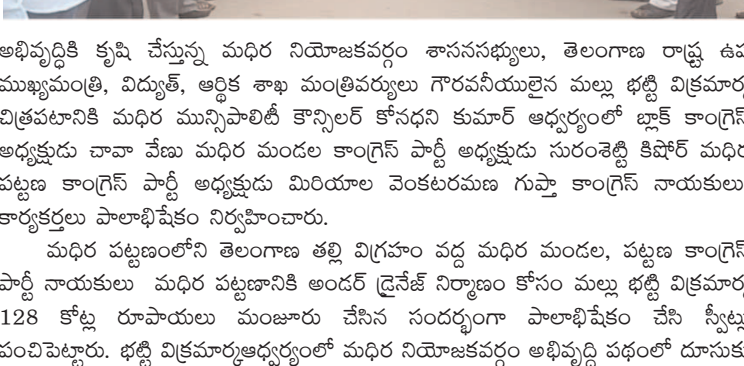 అభివృద్ధికి కృషి చేస్తున్న మధిర నియోజకవర్గం శాసనసభ్యులు, తెలంగాణ రాష్ట్ర ఉప
ముఖ్యమంత్రి, విద్యుత్, ఆర్థిక శాఖ మంత్రివర్యులు గౌరవనీయులైన మల్లు భట్టి విక్రమార్క
చిత్రపటానికి మధిర మున్సిపాలిటీ కౌన్సిలర్ కోనధని కుమార్ ఆధ్వర్యంలో బ్లాక్ కాంగ్రెస్
అధ్యక్షుడు చావా వేణు మధిర మండల కాంగ్రెస్ పార్టీ అధ్యక్షుడు సురంశెట్టి కిషోర్ మధిర
పట్టణ కాంగ్రెస్ పార్టీ అధ్యక్షుడు మిరియాల వెంకటరమణ గుప్తా కాంగ్రెస్ నాయకులు
కార్యకర్తలు పాలాభిషేకం నిర్వహించారు.
మధిర పట్టణంలోని తెలంగాణ తల్లి విగ్రహం వద్ద మధిర మండల, పట్టణ కాంగ్రెస్
పార్టీ నాయకులు మధిర పట్టణానికి అండర్ డ్రైనేజ్ నిర్మాణం కోసం మల్లు భట్టి విక్రమార్క
128 కోట్ల రూపాయలు మంజూరు చేసిన సందర్భంగా పాలాభిషేకం చేసి స్వీట్లు
పంచిపెట్టారు. భట్టి విక్రమార్కఆధ్వర్యంలో మధిర నియోజకవర్గం అభివృద్ది పథంలో దూసుకు